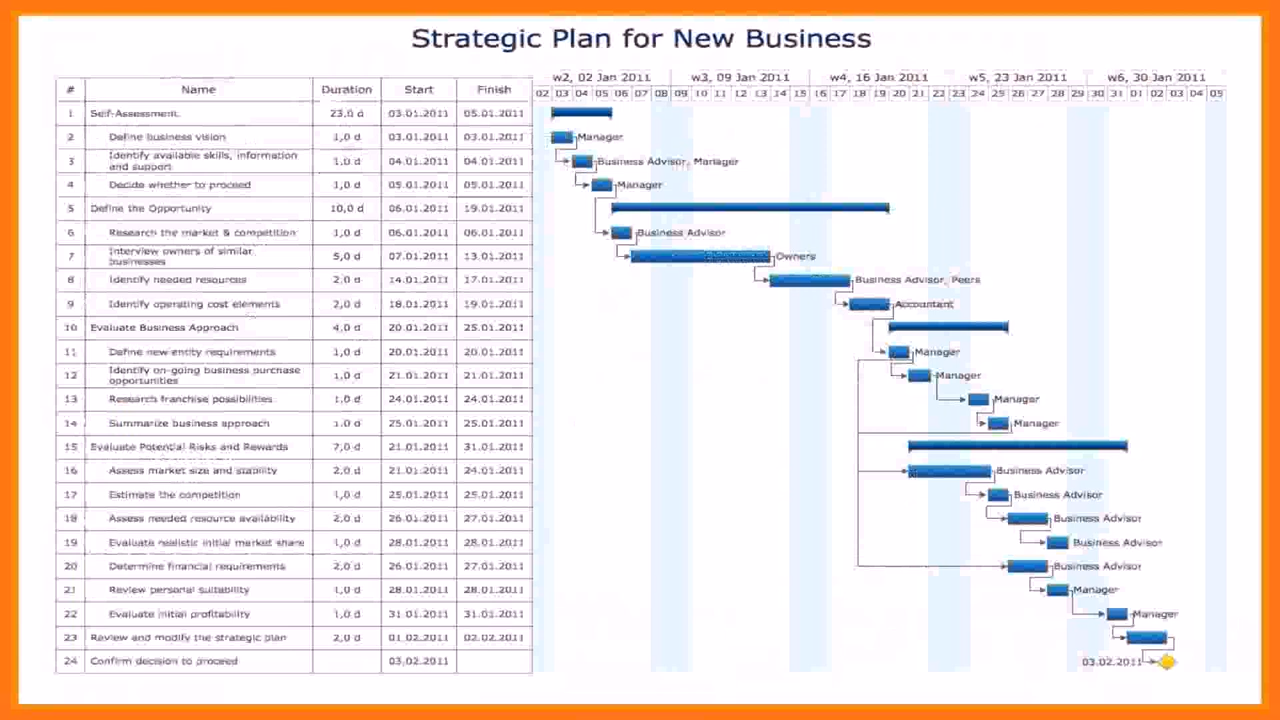 Strategic Plan for New Business
w2, 02 Jan 2011 w3, 09 Jan 2011 w4, 16 Jan 2011 w5, 23 Jan 2011 w6, 30 Jan 2011
# Name Duration Start Finish
02 03 04 05 06 07 08 09 10 11 12 13 14 15 16 17 18 19 20 21 22 23 24 25 26 27 28 29 30 31 01 02 03 04 05
1 Self-Assessment 23,0 d 03.01.2011 05.01.2011
2 Define business vision 1,0 d 03.01.2011 03.01.2011 Manager
3 Identify available skills, information
and support 1,0 d 04.01.2011 04.01.2011 Business Advisor, Manager
4 Decide whether to proceed 1,0 d 05.01.2011 05.01.2011 Manager
5 Define the Opportunity 10,0 d 06.01.2011 19.01.2011
6 Research the market & competition 1,0 d 06.01.2011 06.01.2011 Business Advisor
7 Interview owners of similar
businesses 5,0 d 07.01.2011 13.01.2011 Owners
8 Identify needed resources 2,0 d 14.01.2011 17.01.2011 Business Advisor, Peers
9 Identify operating cost elements 2,0 d 18.01.2011 19.01.2011 Accountant
10 Evaluate Business Approach 4,0 d 20.01.2011 25.01.2011
11 Define new entity requirements 1,0 d 20.01.2011 20.01.2011 Manager
12 Identify on-going business purchase
opportunities 1,0 d 21.01.2011 21.01.2011 Manager
13 Research franchise possibilities 1,0 d 24.01.2011 24.01.2011 Manager
14 Summarize business approach 1,0 d 25.01.2011 25.01.2011 Manager
15 Evaluate Potential Risks and Rewards 7,0 d 21.01.2011 31.01.2011
16 Assess market size and stability 2,0 d 21.01.2011 24.01.2011 Business Advisor
17 Estimate the competition 1,0 d 25.01.2011 25.01.2011 Business Advisor
18 Assess needed resource availability 2,0 d 26.01.2011 27.01.2011 Business Advisor
19 Evaluate realistic initial market share 1,0 d 28.01.2011 28.01.2011 Business Advisor
20 Determine financial requirements 2,0 d 26.01.2011 27.01.2011 Business Advisor
21 Review personal suitability 1,0 d 28.01.2011 28.01.2011 Manager
22 Evaluate initial profitability 1,0 d 31.01.2011 31.01.2011 Manager
23 Review and modify the strategic plan 2,0 d 01.02.2011 02.02.2011
24 Confirm decision to proceed 03.02.2011 03.02.2011